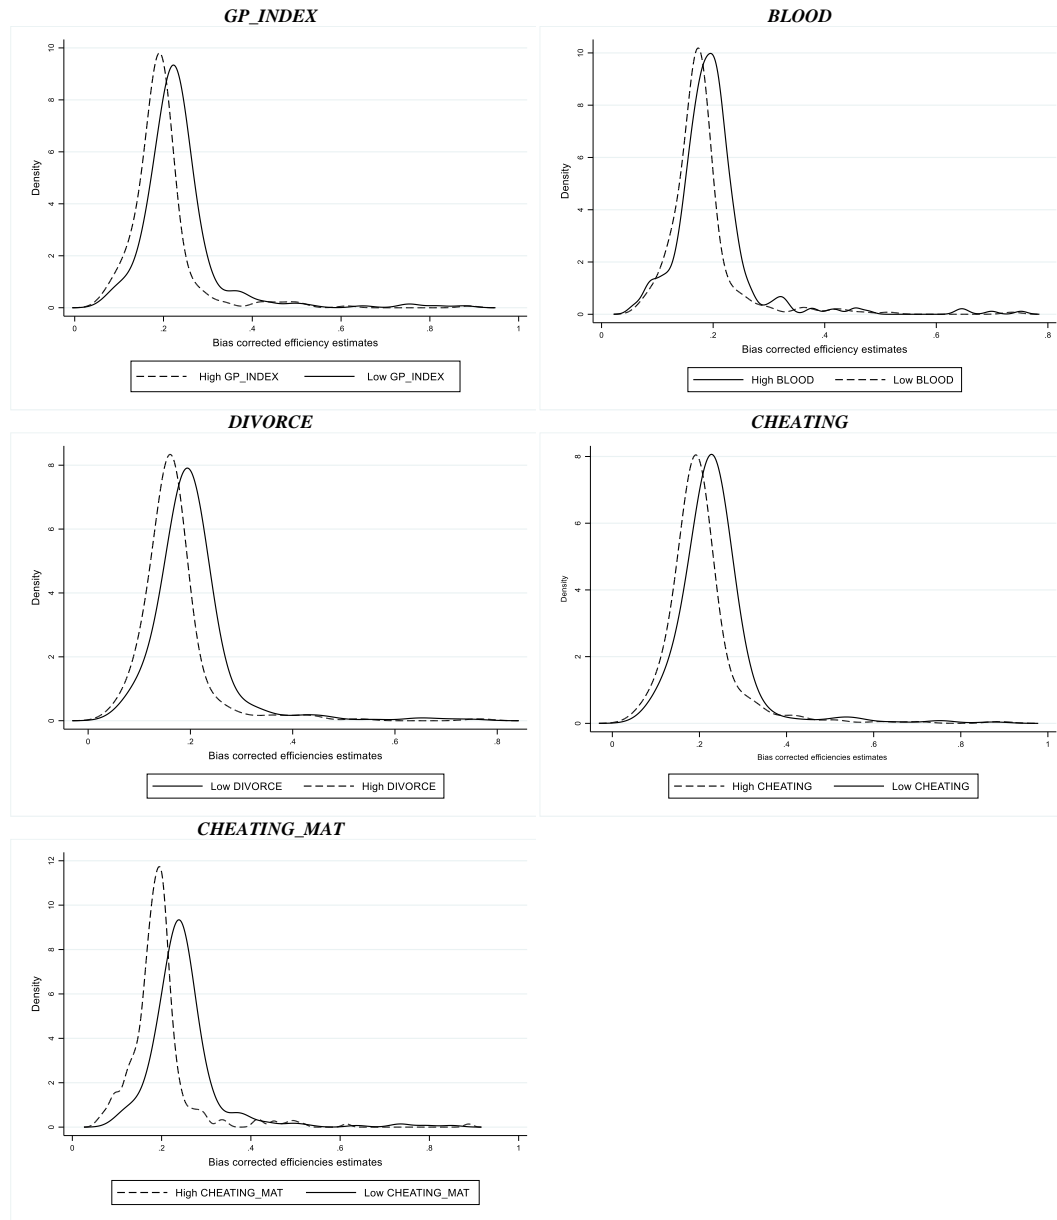 GP_INDEX
10
8
6
4
2
0
Density
0 .2 .4 .6 .8 1
Bias corrected efficiency estimates
High GP_INDEX Low GP_INDEX
BLOOD
10
8
6
4
2
0
Density
0 .2 .4 .6 .8
Bias corrected efficiency estimates
High BLOOD Low BLOOD
DIVORCE
8
6
4
2
0
Density
0 .2 .4 .6 .8
Bias corrected efficiencies estimates
Low DIVORCE High DIVORCE
CHEATING
8
6
4
2
0
Density
0 .2 .4 .6 .8 1
Bias corrected efficiencies estimates
High CHEATING Low CHEATING
CHEATING_MAT
12
10
8
6
4
2
0
Density
0 .2 .4 .6 .8 1
Bias corrected efficiencies estimates
High CHEATING_MAT Low CHEATING_MAT